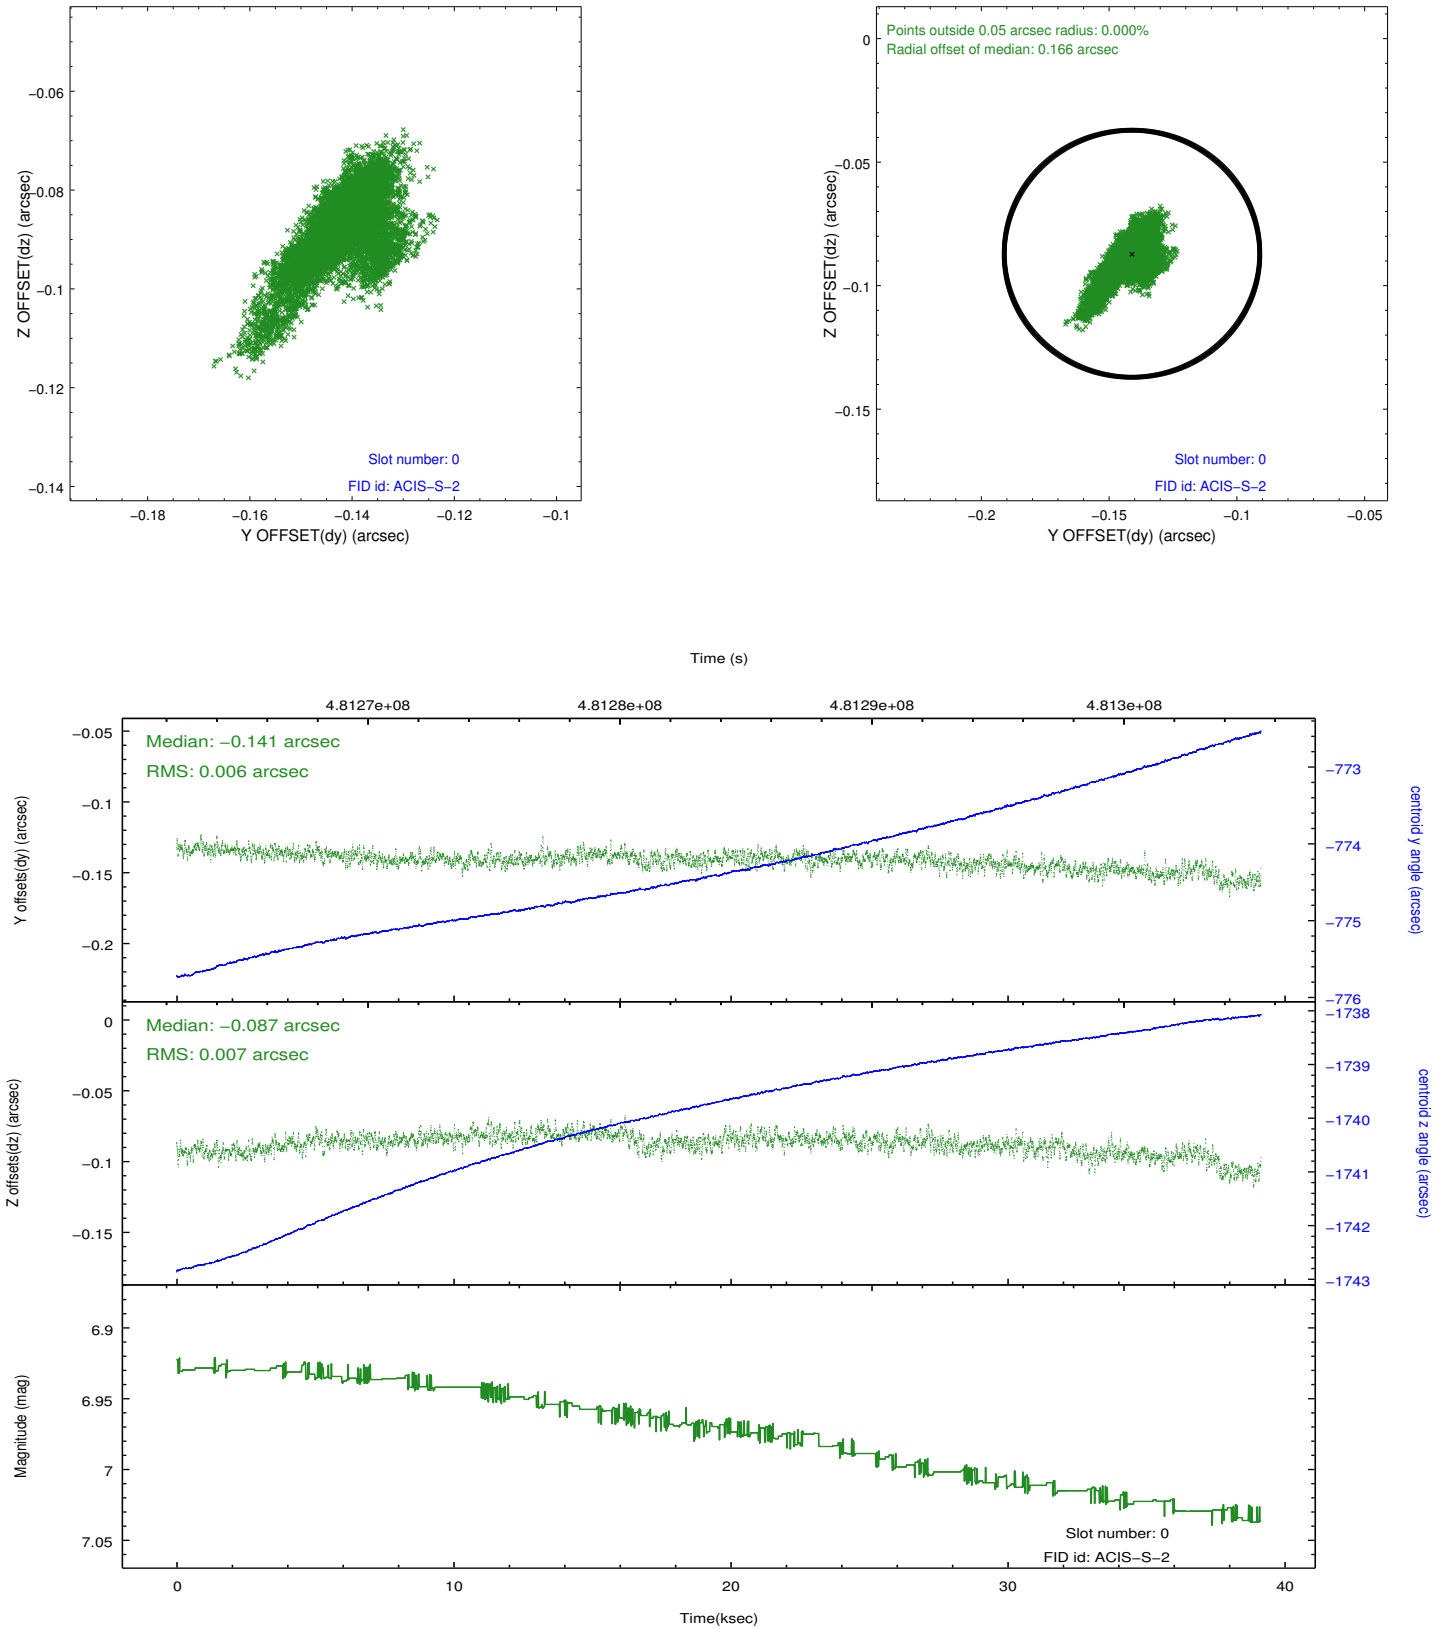 −0.06
−0.08
−0.1
−0.12
−0.14
Z OFFSET(dz) (arcsec)
Slot number: 0
FID id: ACIS−S−2
−0.18 −0.16 −0.14 −0.12 −0.1
Y OFFSET(dy) (arcsec)
Points outside 0.05 arcsec radius: 0.000%
Radial offset of median: 0.166 arcsec
0
−0.05
−0.1
−0.15
Z OFFSET(dz) (arcsec)
Slot number: 0
FID id: ACIS−S−2
−0.2 −0.15 −0.1 −0.05
Y OFFSET(dy) (arcsec)
Time (s)
4.8127e+08 4.8128e+08 4.8129e+08 4.813e+08
Median: −0.141 arcsec
RMS: 0.006 arcsec
−0.05
−0.1
−0.15
−0.2
Y offsets(dy) (arcsec)
−773
−774
−775
−776
centroid y angle (arcsec)
Median: −0.087 arcsec
RMS: 0.007 arcsec
0
−0.05
−0.1
−0.15
Z offsets(dz) (arcsec)
−1738
−1739
−1740
−1741
−1742
−1743
centroid z angle (arcsec)
6.9
6.95
7
7.05
Magnitude (mag)
Slot number: 0
FID id: ACIS−S−2
0 10 20 30 40
Time(ksec)